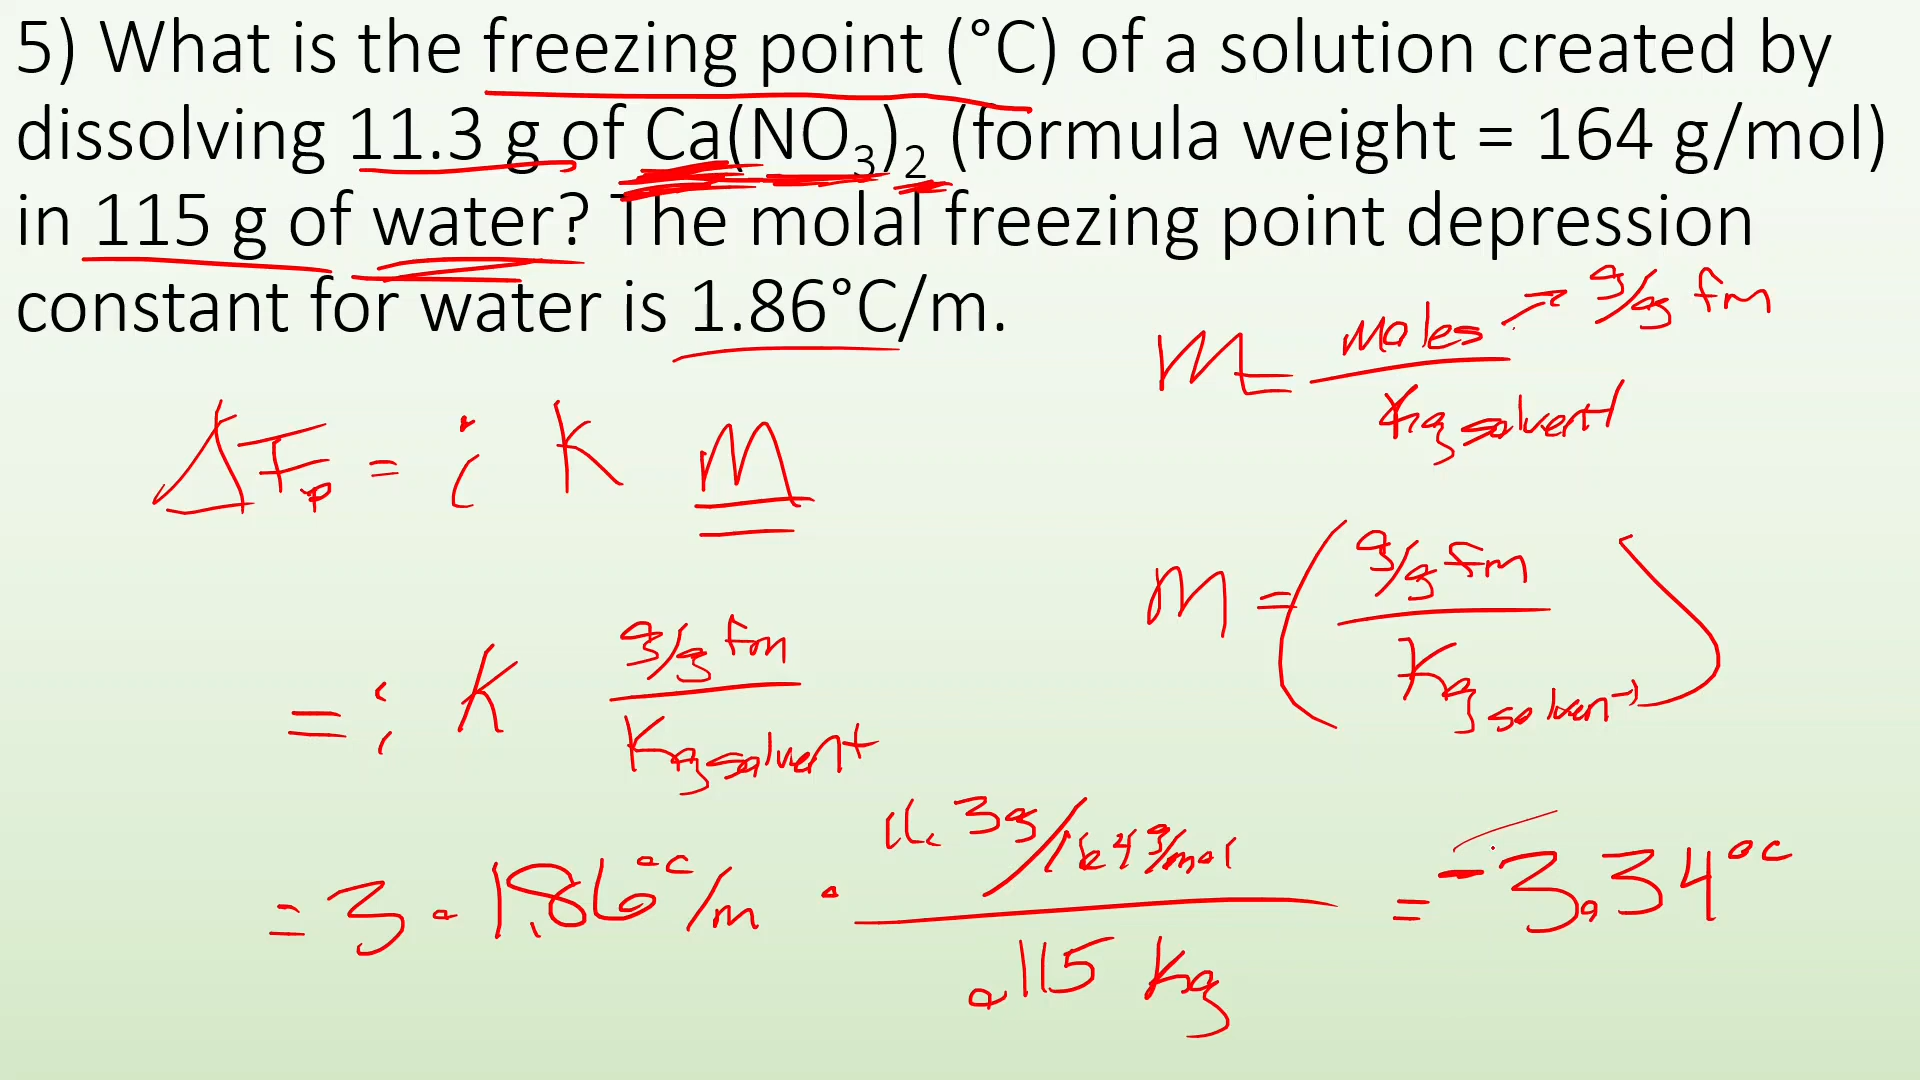 5) What is the freezing point (°C) of a solution created by
dissolving 11.3 g of Ca(NO₃)₂ (formula weight = 164 g/mol)
in 115 g of water? The molal freezing point depression
constant for water is 1.86°C/m.
m = moles → g/g fm
Kg solvent
ΔFp = i K m
m = ( g/g fm
Kg solvent )
= i K g/g fm
Kg solvent
= 3 . 1.86°C/m . 11.3g/164 g/mol = -3.34°C
.115 Kg